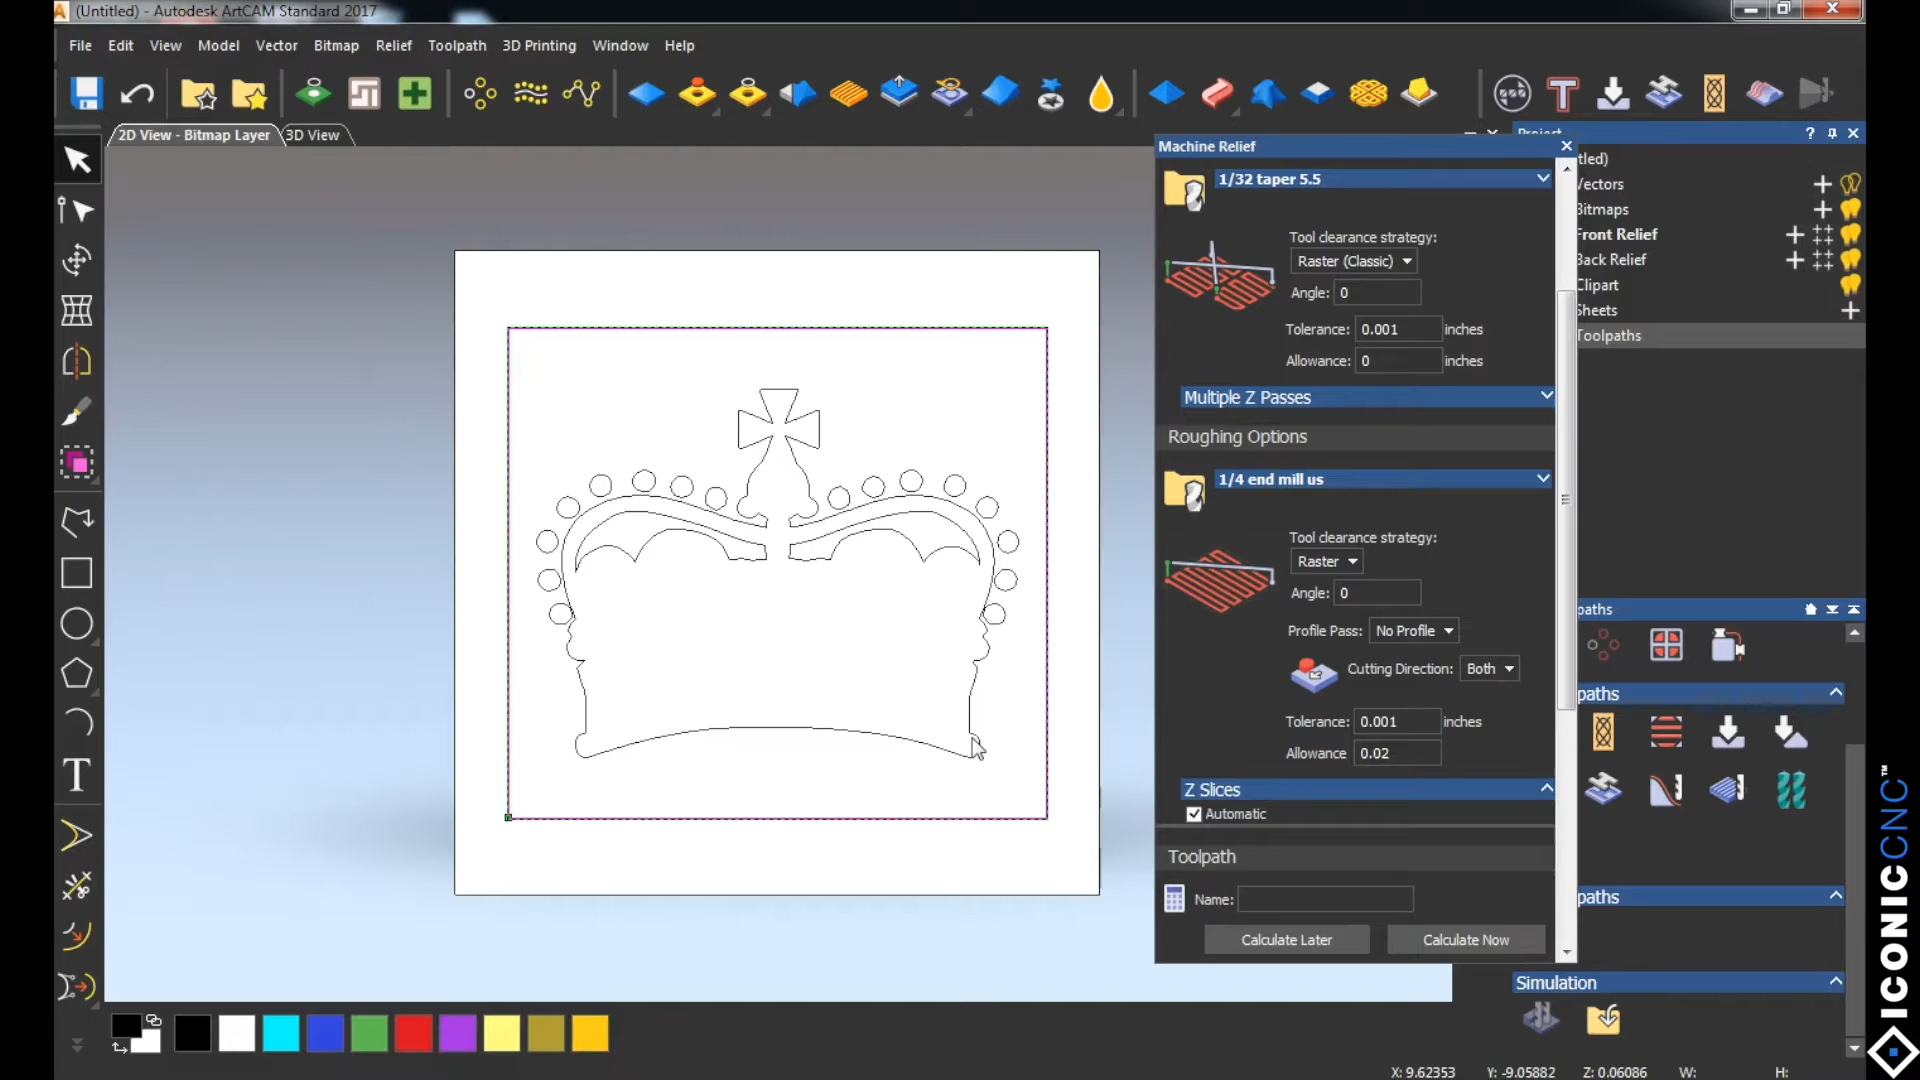 (Untitled) - Autodesk ArtCAM Standard 2017
File Edit View Model Vector Bitmap Relief Toolpath 3D Printing Window Help
2D View - Bitmap Layer 3D View
Machine Relief
Project
1/32 taper 5.5
Tool clearance strategy:
Raster (Classic)
Angle: 0
Tolerance: 0.001 inches
Allowance: 0 inches
Multiple Z Passes
Roughing Options
1/4 end mill us
Tool clearance strategy:
Raster
Angle: 0
Profile Pass: No Profile
Cutting Direction: Both
Tolerance: 0.001 inches
Allowance 0.02
Z Slices
Automatic
Toolpath
Name:
Calculate Later Calculate Now
tled)
Vectors
Bitmaps
Front Relief
Back Relief
Clipart
Sheets
Toolpaths
paths
paths
paths
Simulation
X: 9.62353 Y: -9.05882 Z: 0.06086 W: H:
ICONICCNC™